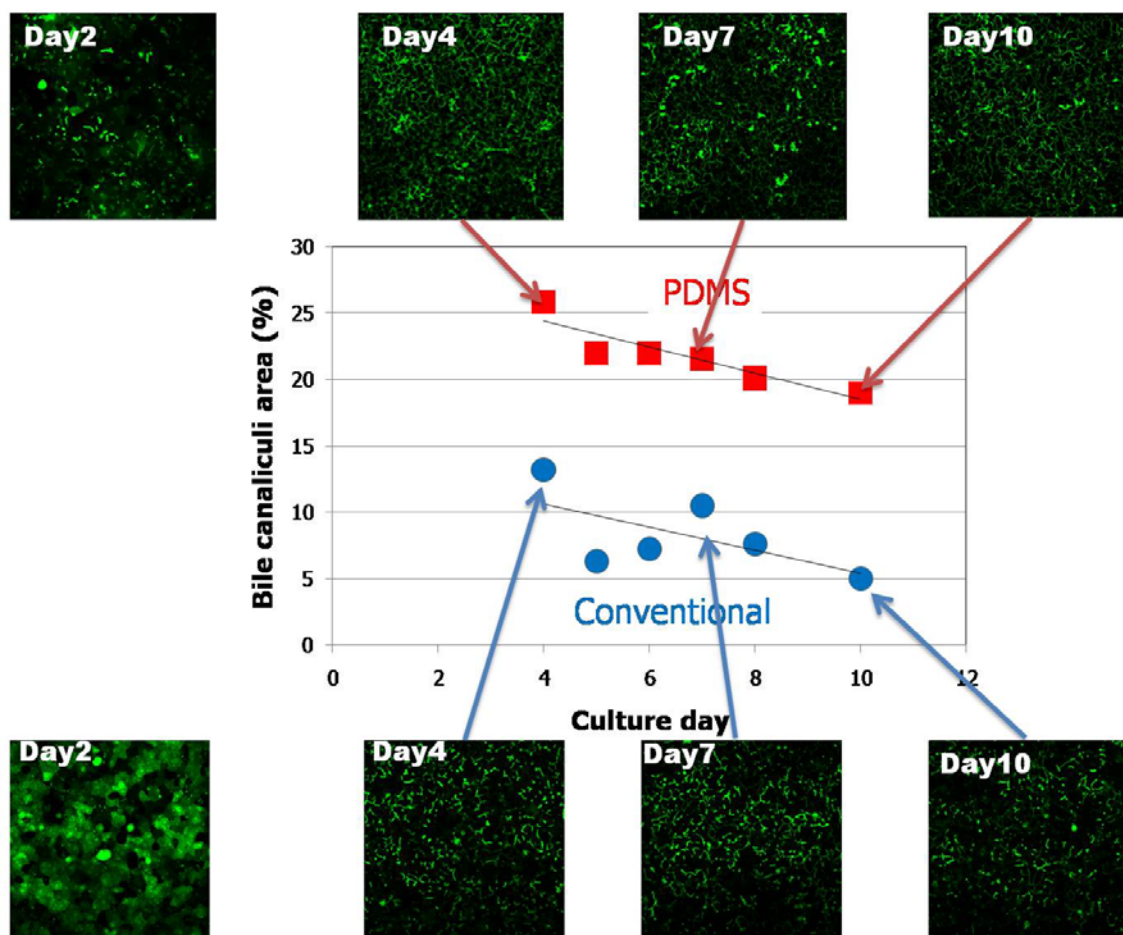 Day2
Day4
Day7
Day10
30
25
20
15
10
5
0
Bile canaliculi area (%)
PDMS
Conventional
0 2 4 6 8 10 12
Culture day
Day2
Day4
Day7
Day10